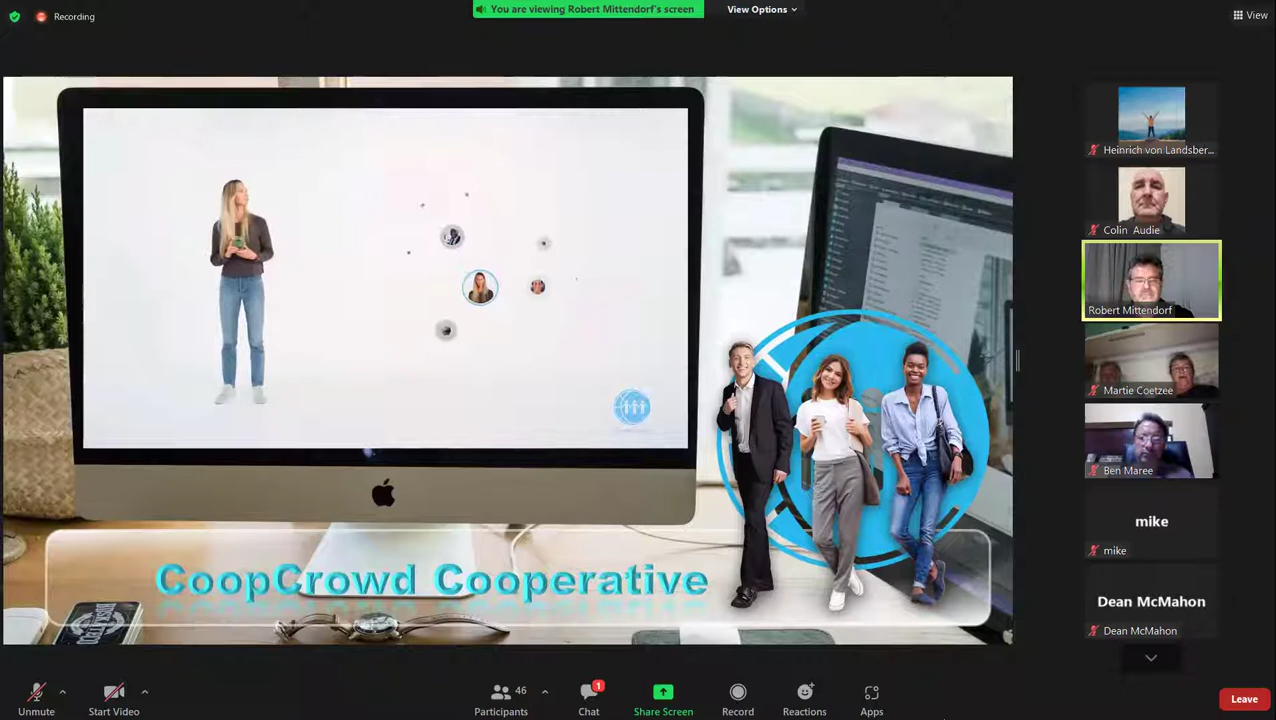 Recording
You are viewing Robert Mittendorf's screen
View Options
View
Heinrich von Landsber...
Colin Audie
Robert Mittendorf
Martie Coetzee
Ben Maree
mike
mike
Dean McMahon
Dean McMahon
CoopCrowd Cooperative
Unmute
Start Video
46
Participants
1
Chat
Share Screen
Record
Reactions
Apps
Leave